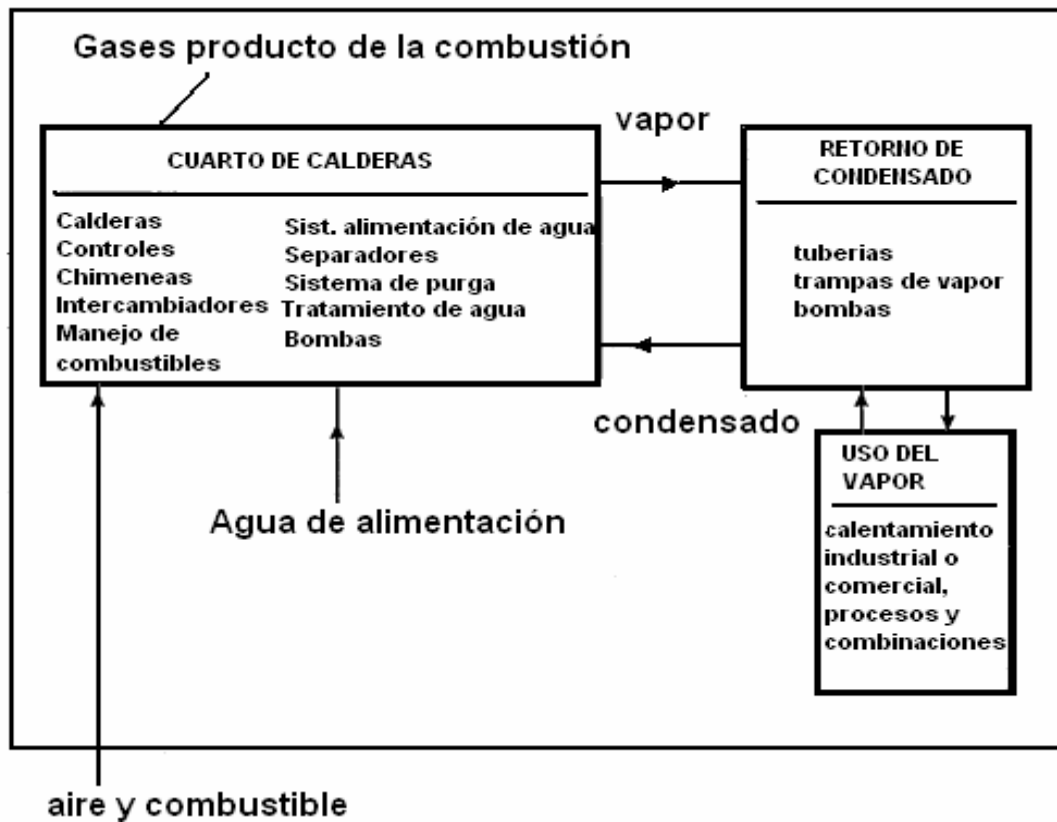 Gases producto de la combustión
vapor
CUARTO DE CALDERAS
Calderas
Controles
Chimeneas
Intercambiadores
Manejo de
combustibles
Sist. alimentación de agua
Separadores
Sistema de purga
Tratamiento de agua
Bombas
RETORNO DE
CONDENSADO
tuberias
trampas de vapor
bombas
condensado
USO DEL
VAPOR
calentamiento
industrial o
comercial,
procesos y
combinaciones
Agua de alimentación
aire y combustible